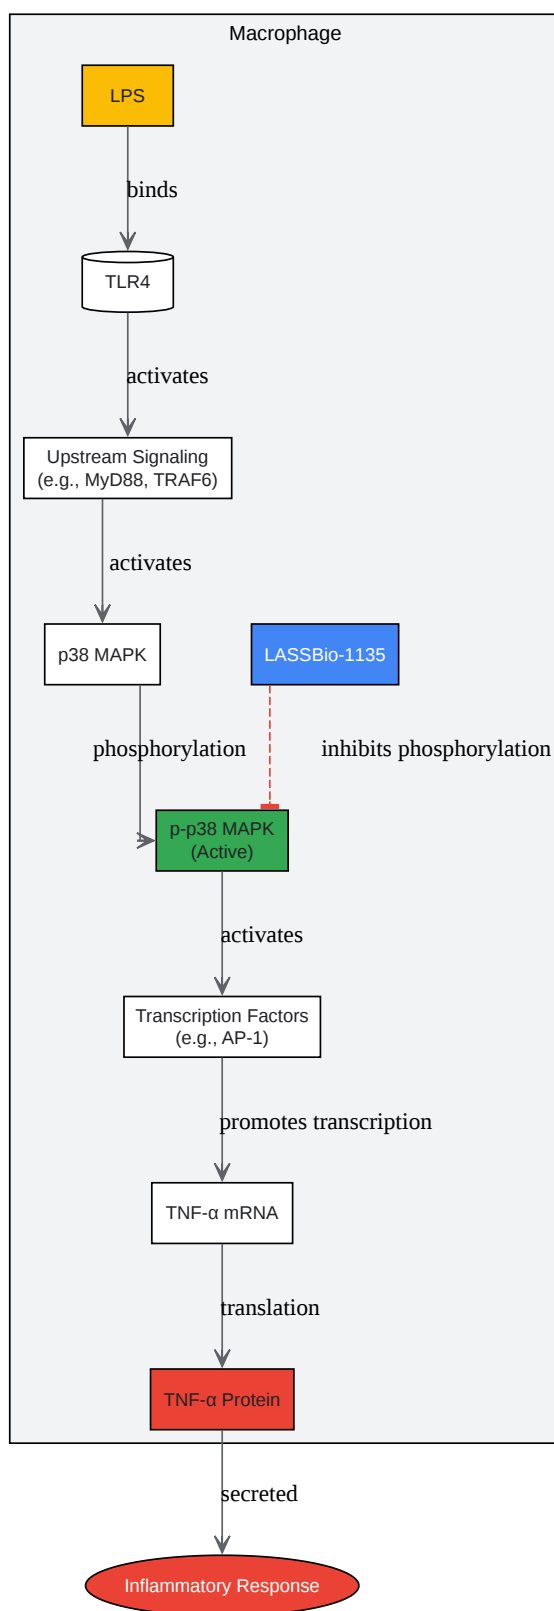 Macrophage
LPS
binds
TLR4
activates
Upstream Signaling
(e.g., MyD88, TRAF6)
activates
p38 MAPK
LASSBio-1135
phosphorylation
inhibits phosphorylation
p-p38 MAPK
(Active)
activates
Transcription Factors
(e.g., AP-1)
promotes transcription
TNF-α mRNA
translation
TNF-α Protein
secreted
Inflammatory Response